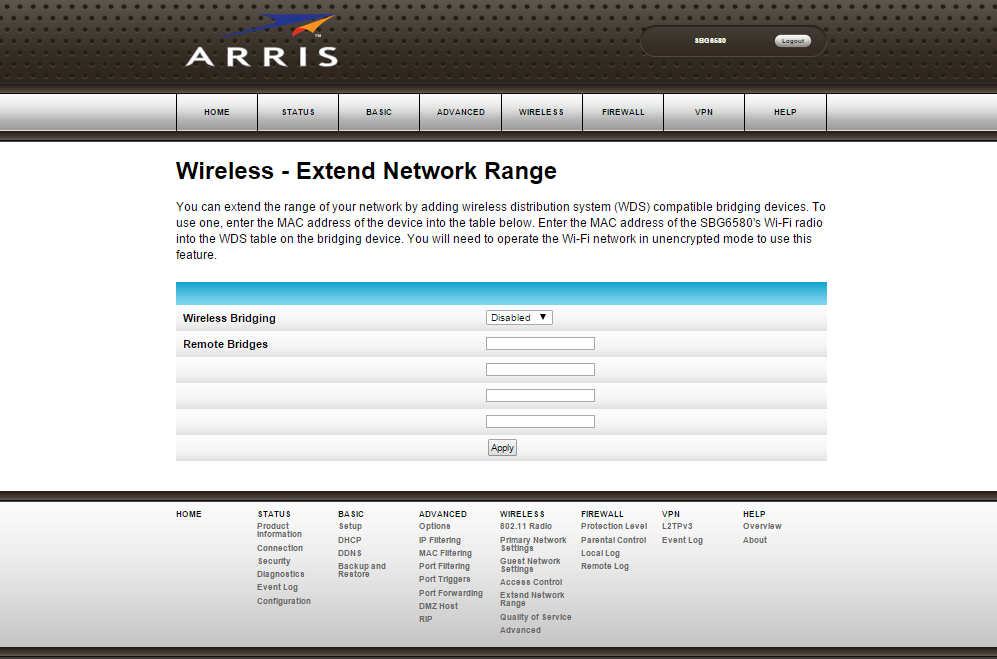 ARRIS
TM
SBG6580
Logout
HOME STATUS BASIC ADVANCED WIRELESS FIREWALL VPN HELP
Wireless - Extend Network Range
You can extend the range of your network by adding wireless distribution system (WDS) compatible bridging devices. To
use one, enter the MAC address of the device into the table below. Enter the MAC address of the SBG6580's Wi-Fi radio
into the WDS table on the bridging device. You will need to operate the Wi-Fi network in unencrypted mode to use this
feature.
Wireless Bridging Disabled ▼
Remote Bridges
Apply
HOME
STATUS
Product
Information
Connection
Security
Diagnostics
Event Log
Configuration
BASIC
Setup
DHCP
DDNS
Backup and
Restore
ADVANCED
Options
IP Filtering
MAC Filtering
Port Filtering
Port Triggers
Port Forwarding
DMZ Host
RIP
WIRELESS
802.11 Radio
Primary Network
Settings
Guest Network
Settings
Access Control
Extend Network
Range
Quality of Service
Advanced
FIREWALL
Protection Level
Parental Control
Local Log
Remote Log
VPN
L2TPv3
Event Log
HELP
Overview
About